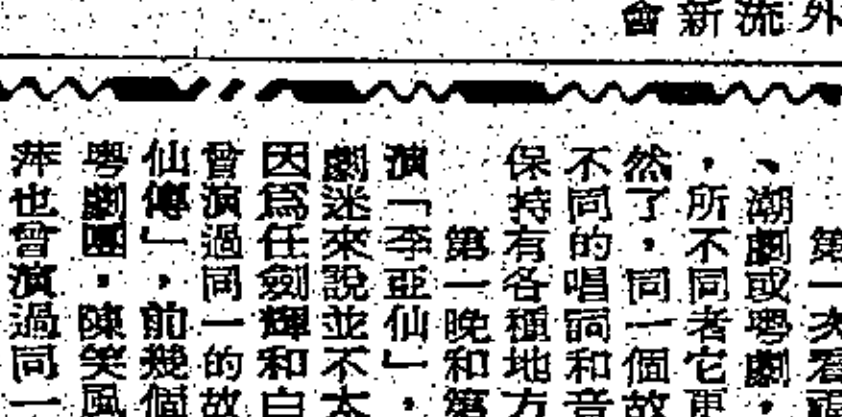 外流新會
第一次看
、潮劇或粵劇,
,所不同者它更
然了,同一個故
不同的唱詞和音
保持有各種地方
第一晚和第
演「李亞仙」,
劇迷來說並不太
因爲任劍輝和白
曾演過同一的故
仙傳」,前幾個
粵劇團,陳笑風
萍也曾演過同一